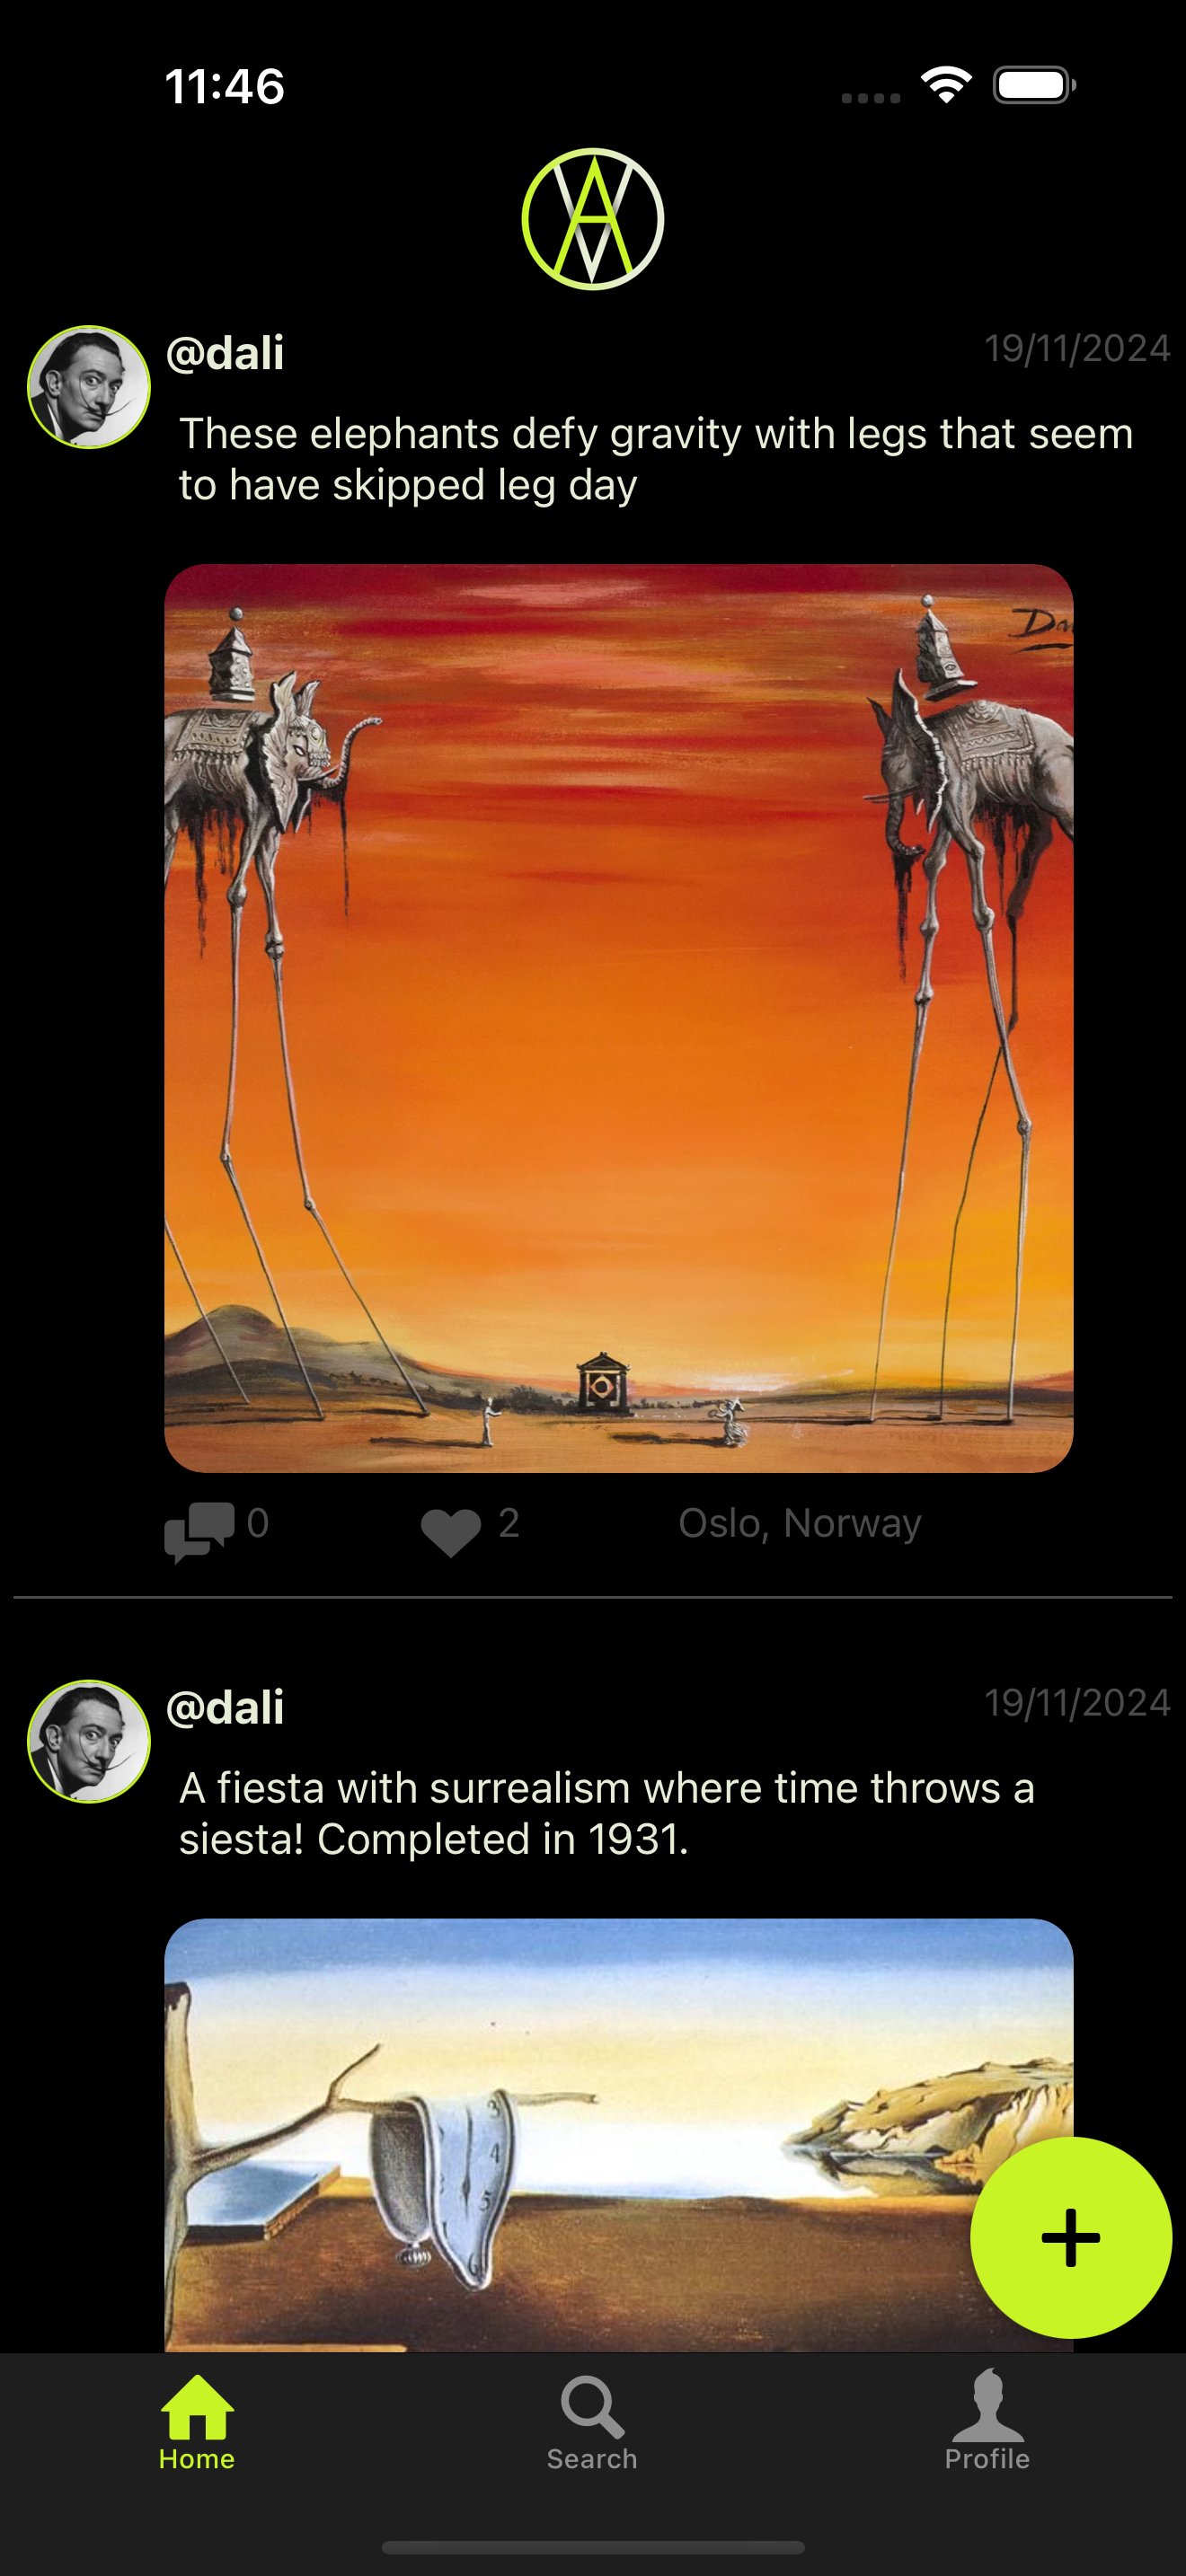 11:46
@dali
19/11/2024
These elephants defy gravity with legs that seem
to have skipped leg day
0
2
Oslo, Norway
@dali
19/11/2024
A fiesta with surrealism where time throws a
siesta! Completed in 1931.
Home
Search
Profile